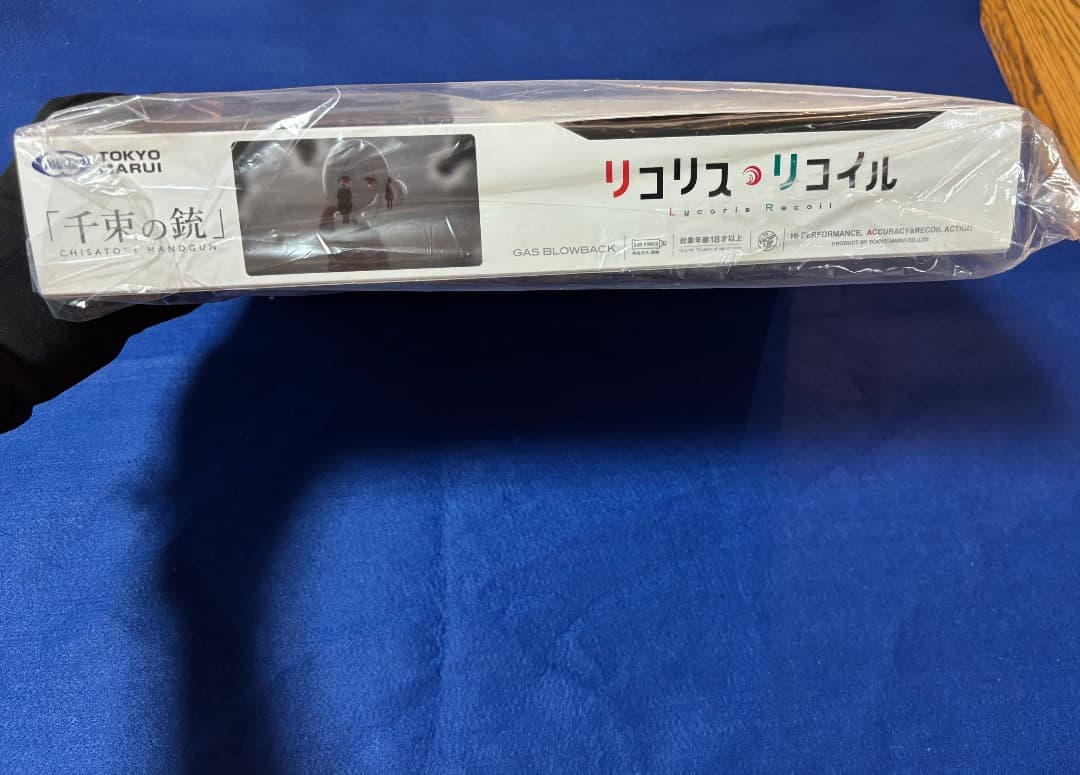 TOKYO
MARUI
「千束の銃」
CHISATO's HANDGUN
リコリス・リコイル
Lycoris Recoil
GAS BLOWBACK
対象年齢18才以上
HI-PERFORMANCE, ACCURACY&RECOIL ACTION
PRODUCT BY TOKYO MARUI CO.,LTD.